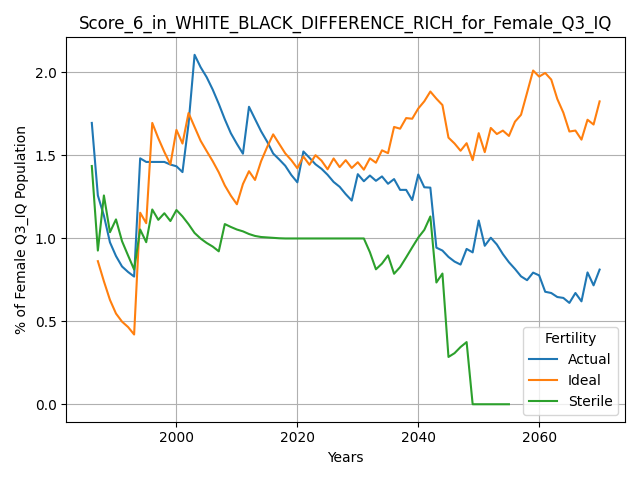 Score_6_in_WHITE_BLACK_DIFFERENCE_RICH_for_Female_Q3_IQ
% of Female Q3_IQ Population
2.0
1.5
1.0
0.5
0.0
2000
2020
2040
2060
Years
Fertility
Actual
Ideal
Sterile